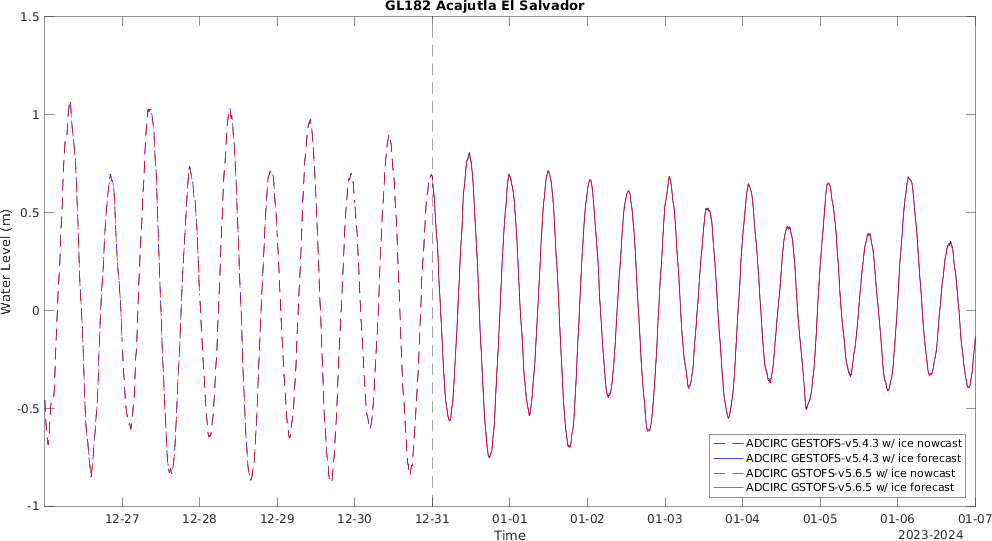 GL182 Acajutla El Salvador
1.5
1
0.5
0
-0.5
-1
Water Level (m)
12-27 12-28 12-29 12-30 12-31 01-01 01-02 01-03 01-04 01-05 01-06 01-07
Time
2023-2024
ADCIRC GESTOFS-v5.4.3 w/ ice nowcast
ADCIRC GESTOFS-v5.4.3 w/ ice forecast
ADCIRC GSTOFS-v5.6.5 w/ ice nowcast
ADCIRC GSTOFS-v5.6.5 w/ ice forecast